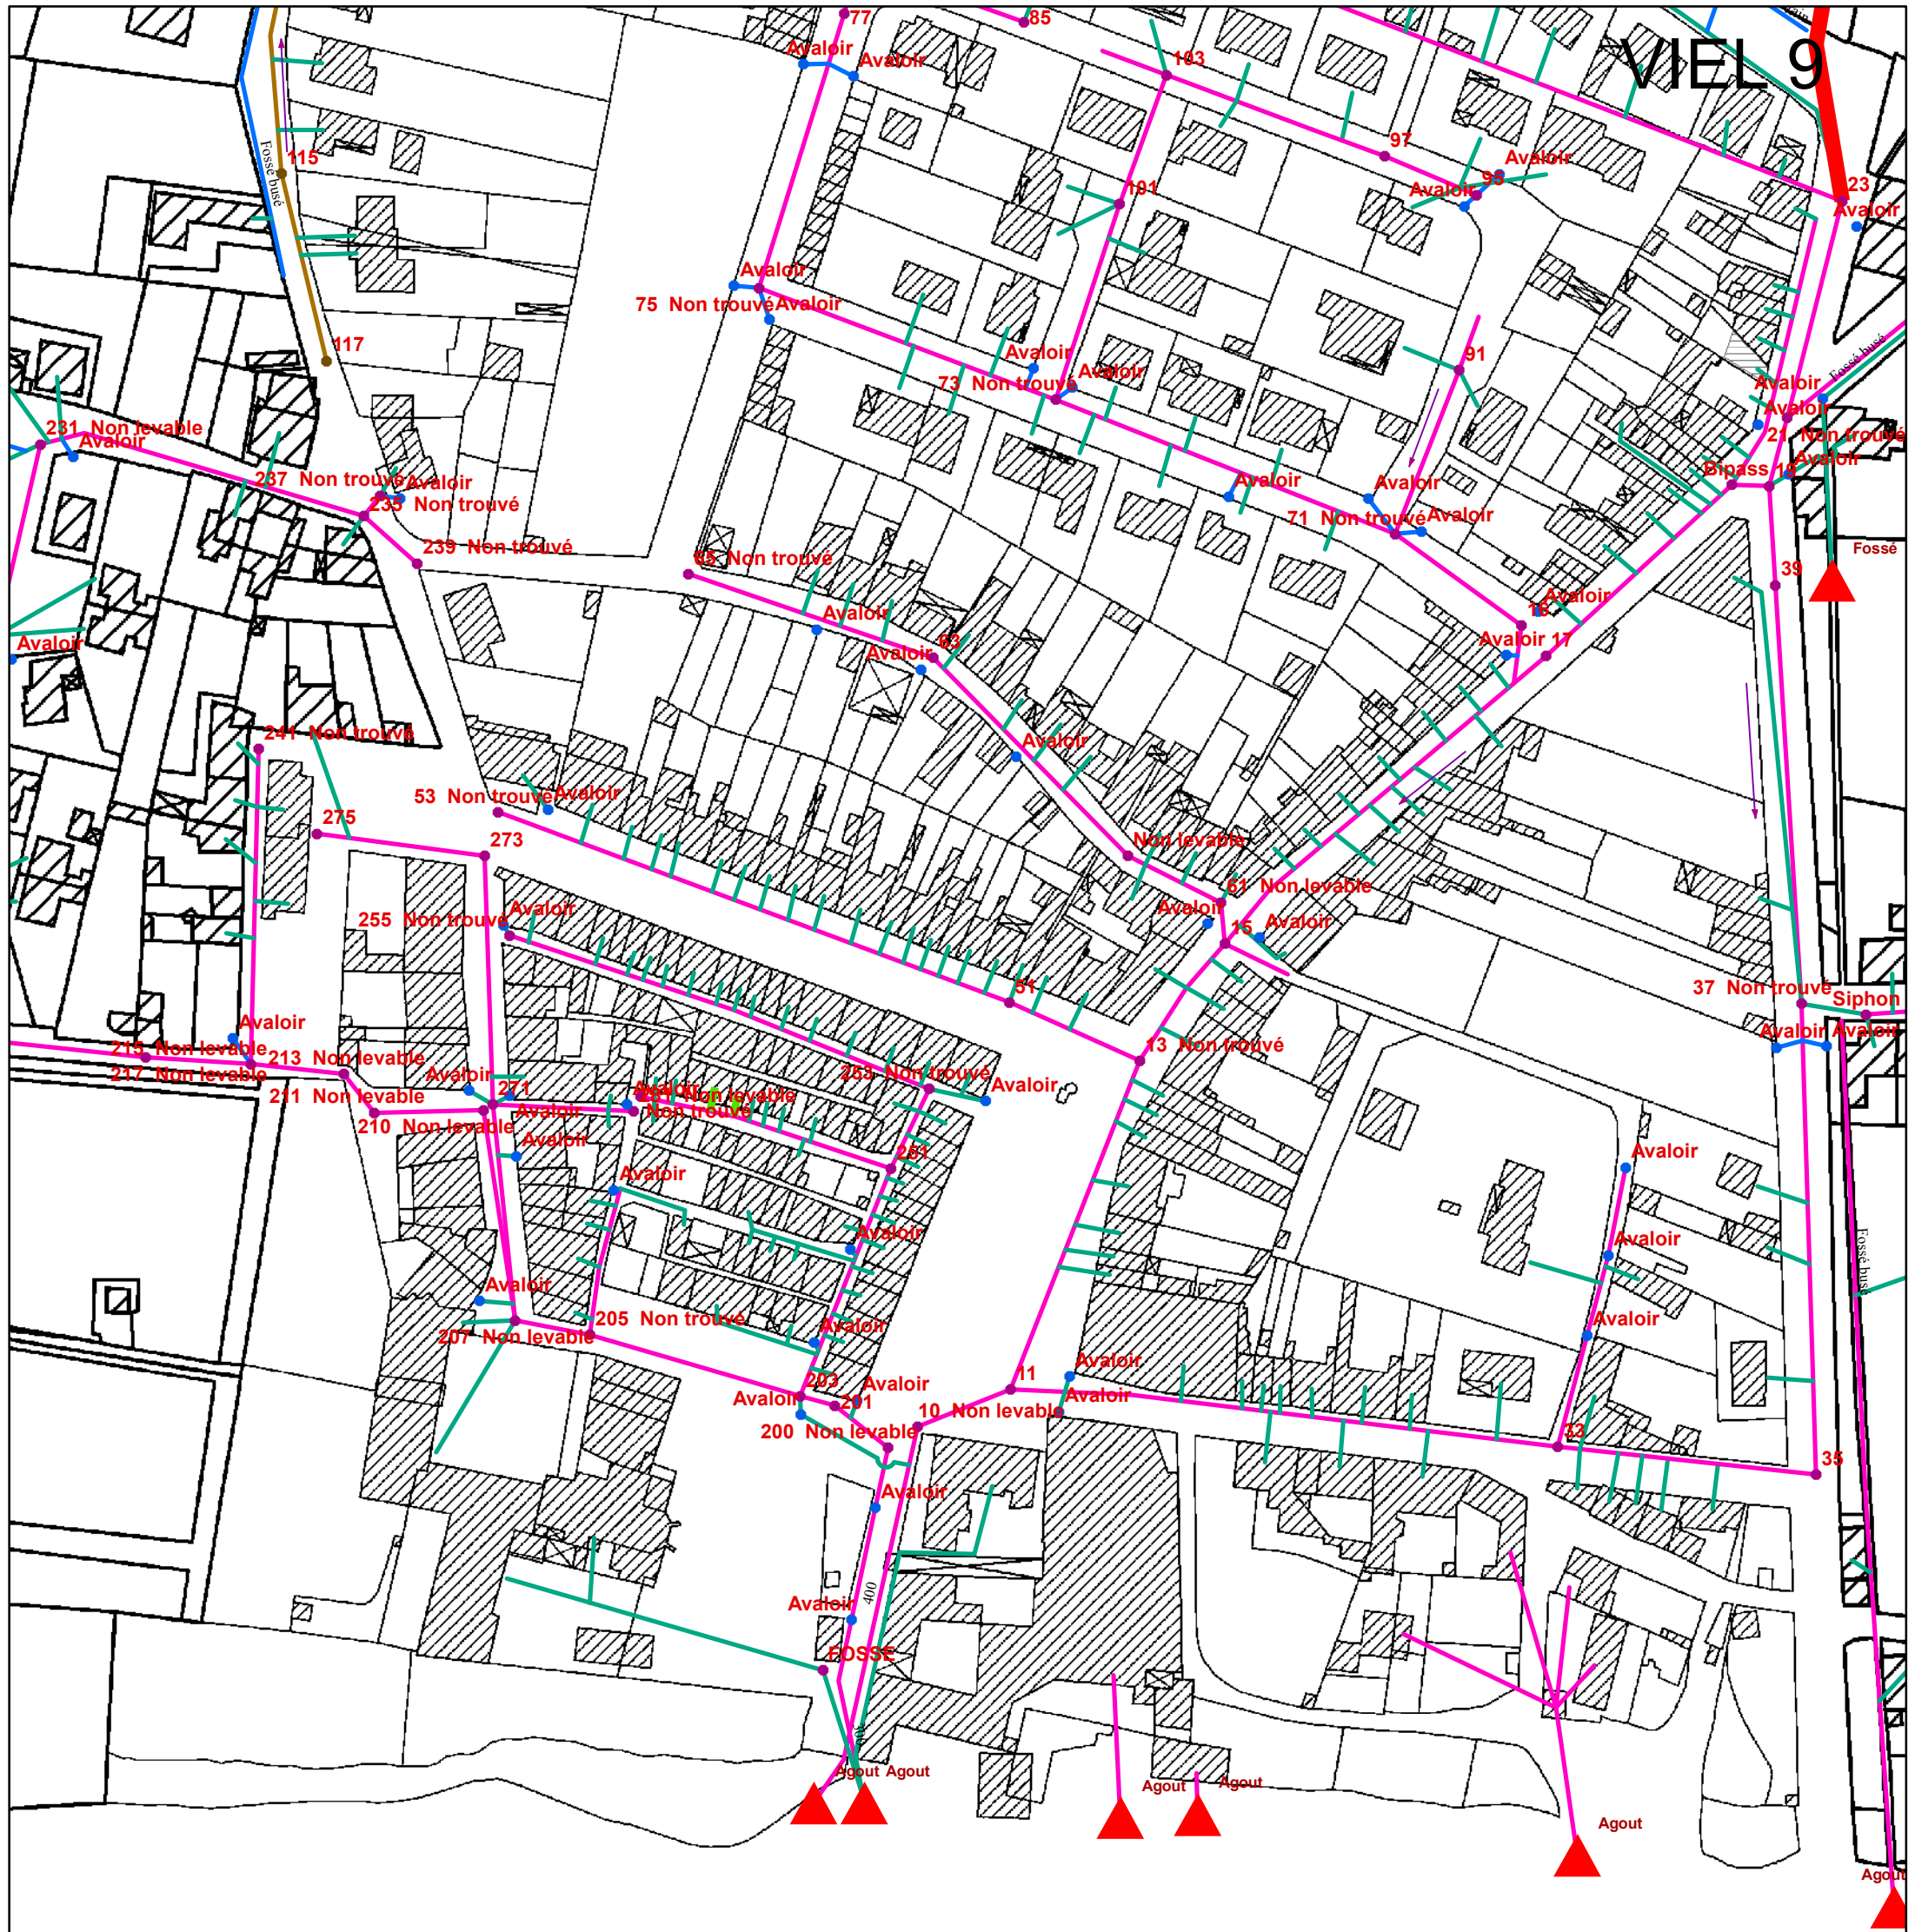 VIEL 9
77
85
Avaloir
Avaloir
103
Fossé busé
115
97
Avaloir
95
Avaloir
101
23
Avaloir
Avaloir
75 Non trouvé
Avaloir
117
Avaloir
73 Non trouvé
Avaloir
91
Fossé busé
Avaloir
Avaloir
21 Non trouvé
231 Non levable
Avaloir
Bipass
19
Avaloir
237 Non trouvé
Avaloir
235 Non trouvé
Avaloir
Avaloir
71 Non trouvé
Avaloir
239 Non trouvé
65 Non trouvé
Fossé
39
Avaloir
16
Avaloir
Avaloir
63
Avaloir
17
Avaloir
241 Non trouvé
Avaloir
53 Non trouvé
Avaloir
275
273
Non levable
61 Non levable
255 Non trouvé
Avaloir
Avaloir
15
Avaloir
51
37 Non trouvé
Siphon
Avaloir
Avaloir
Avaloir
215 Non levable
213 Non levable
217 Non levable
13 Non trouvé
253 Non trouvé
Avaloir
Avaloir
271
Avaloir
Non levable
211 Non levable
Avaloir
Non trouvé
210 Non levable
Avaloir
251
Avaloir
Avaloir
Avaloir
Avaloir
Fossé busé
Avaloir
205 Non trouvé
Avaloir
Avaloir
207 Non levable
11
Avaloir
203
Avaloir
Avaloir
201
Avaloir
10 Non levable
200 Non levable
33
35
Avaloir
400
Avaloir
FOSSE
Agout
Agout
Agout
Agout
Agout
Agout